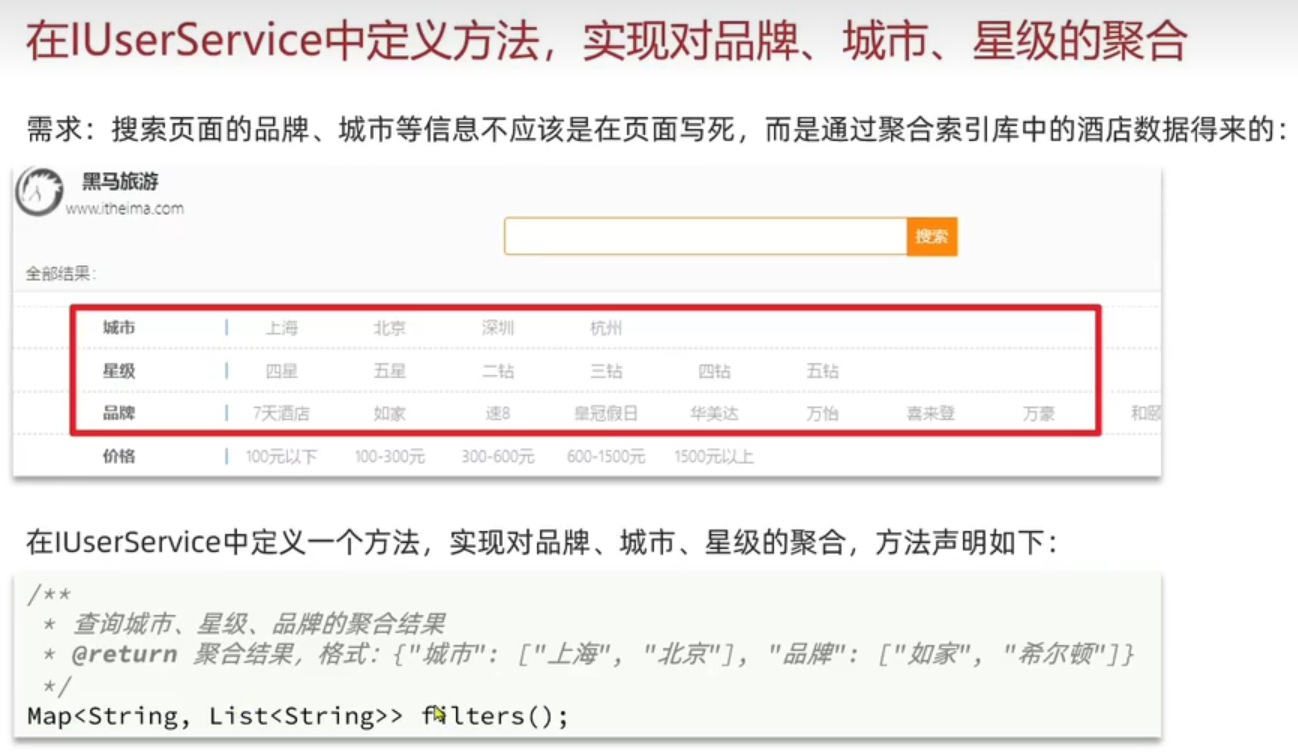 在IUserService中定义方法，实现对品牌、城市、星级的聚合
需求：搜索页面的品牌、城市等信息不应该是在页面写死，而是通过聚合索引库中的酒店数据得来的：
黑马旅游
www.itheima.com
搜索
全部结果：
城市 | 上海 北京 深圳 杭州
星级 | 四星 五星 二钻 三钻 四钻 五钻
品牌 | 7天酒店 如家 速8 皇冠假日 华美达 万怡 喜来登 万豪 和颐
价格 | 100元以下 100-300元 300-600元 600-1500元 1500元以上
在IUserService中定义一个方法，实现对品牌、城市、星级的聚合，方法声明如下：
/**
* 查询城市、星级、品牌的聚合结果
* @return 聚合结果，格式：{"城市": ["上海", "北京"], "品牌": ["如家", "希尔顿"]}
*/
Map<String, List<String>> filters();